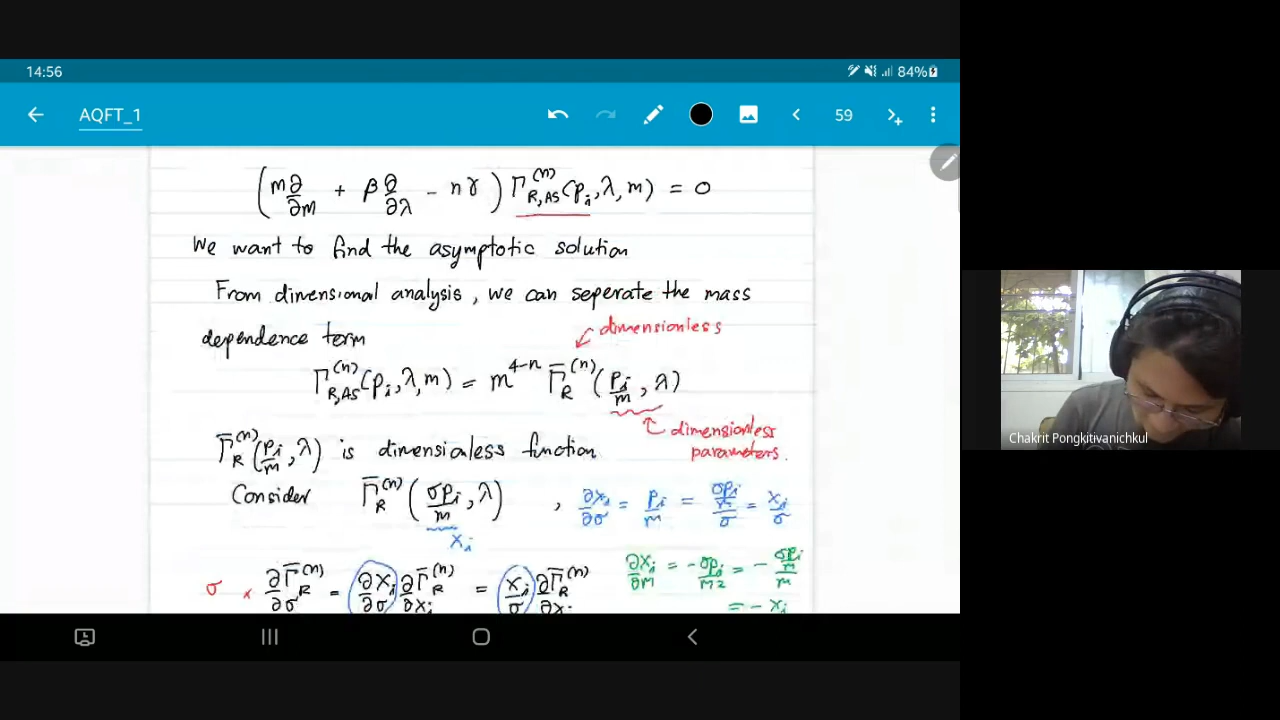 14:56
84%
AQFT_1
59
(m∂/∂m + β∂/∂λ − nγ) Γ_{R,AS}^{(n)}(p_i, λ, m) = 0
We want to find the asymptotic solution
From dimensional analysis, we can seperate the mass
dependence term
dimensionless
Γ_{R,AS}^{(n)}(p_i, λ, m) = m^{4-n} Γ̄_R^{(n)}(p_i/m, λ)
dimensionless
parameters.
Γ̄_R^{(n)}(p_i/m, λ) is dimensionless function.
Consider Γ̄_R^{(n)}(σp_i/m, λ) , ∂x_i/∂σ = p_i/m = (σp_i/m)/σ = x_i/σ
x_i
∂x_i/∂m = -σp_i/m2 = -(σp_i/m)/m
= - x_i
σ × ∂Γ̄_R^{(n)}/∂σ = ∂x_i/∂σ ∂Γ̄_R^{(n)}/∂x_i = x_i/σ ∂Γ̄_R^{(n)}/∂x_i
Chakrit Pongkitivanichkul